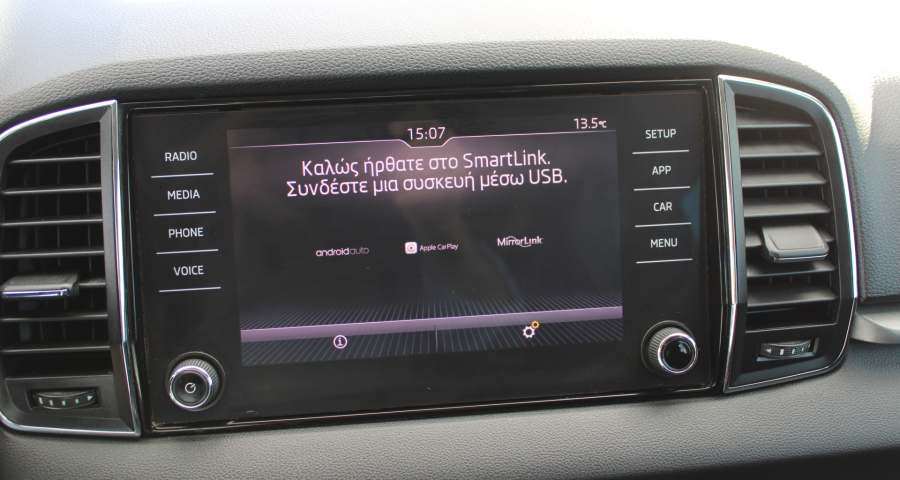 15:07
13.5°C
RADIO
MEDIA
PHONE
VOICE
Καλώς ήρθατε στο SmartLink.
Συνδέστε μια συσκευή μέσω USB.
androidauto
Apple CarPlay
MirrorLink
SETUP
APP
CAR
MENU